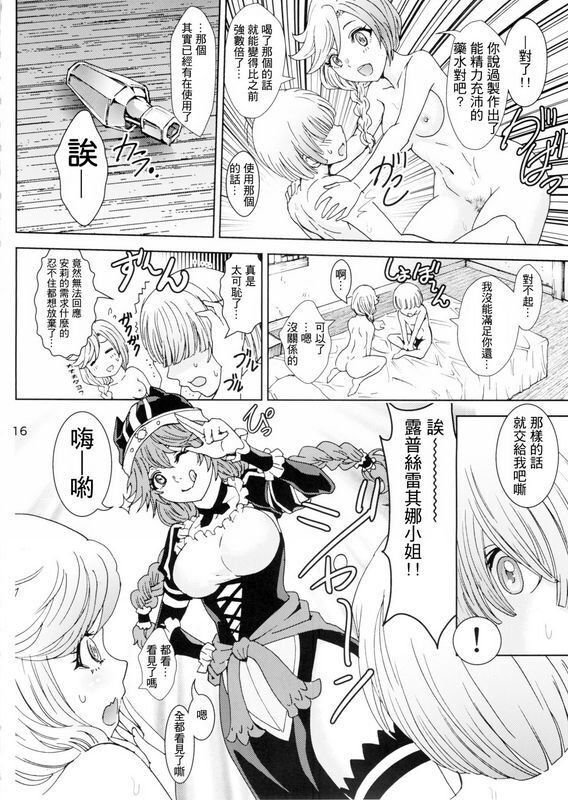 —對了!!
你說過製作出了
能精力充沛的
藥水對吧?
喝了那個的話
就能變得比之前
強數倍了…
使用那個
的話…
…那個
其實已經有在使用了
誒—
對不起…
我沒能滿足你還…
啊…
可以了
…嗯
沒關係的
真是
太可恥了…
竟然無法回應
安莉的需求什麼的
忍不住都想放棄了…
那樣的話
就交給我吧嘶
!
誒~~~~
露普絲雷其娜小姐!!
嗨—喲
都看…
看見了嗎
嗯
全都看見了嘶
16